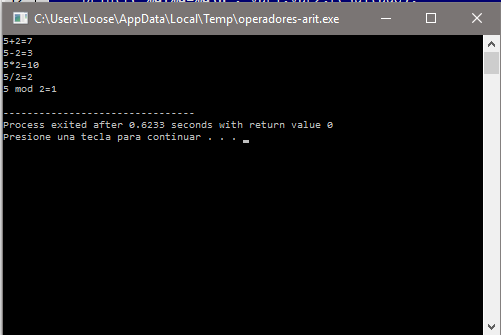 C:\Users\Loose\AppData\Local\Temp\operadores-arit.exe
5+2=7
5-2=3
5*2=10
5/2=2
5 mod 2=1
--------------------------------
Process exited after 0.6233 seconds with return value 0
Presione una tecla para continuar . . .